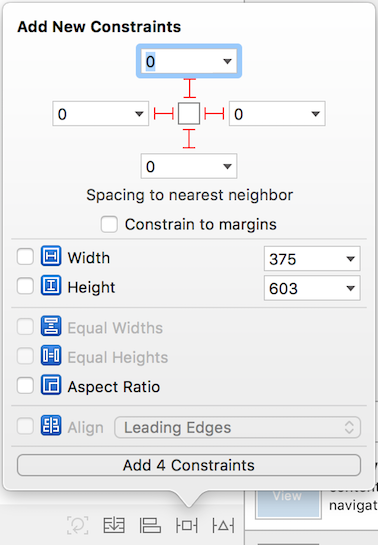 Add New Constraints
0
0 0
0
Spacing to nearest neighbor
Constrain to margins
Width 375
Height 603
Equal Widths
Equal Heights
Aspect Ratio
Align Leading Edges
Add 4 Constraints
View
navigat